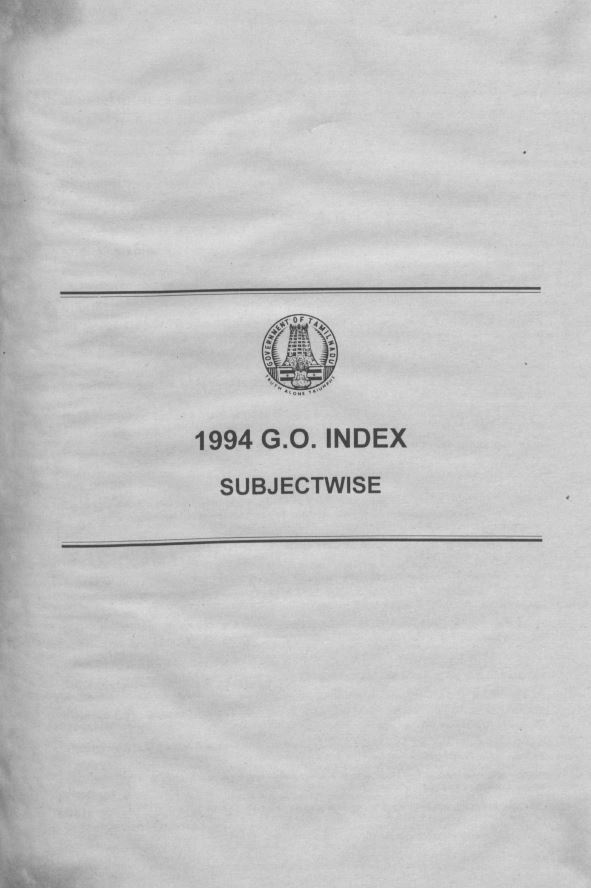 GOVERNMENT OF TAMILNADU
TRUTH ALONE TRIUMPHS
1994 G.O. INDEX
SUBJECTWISE